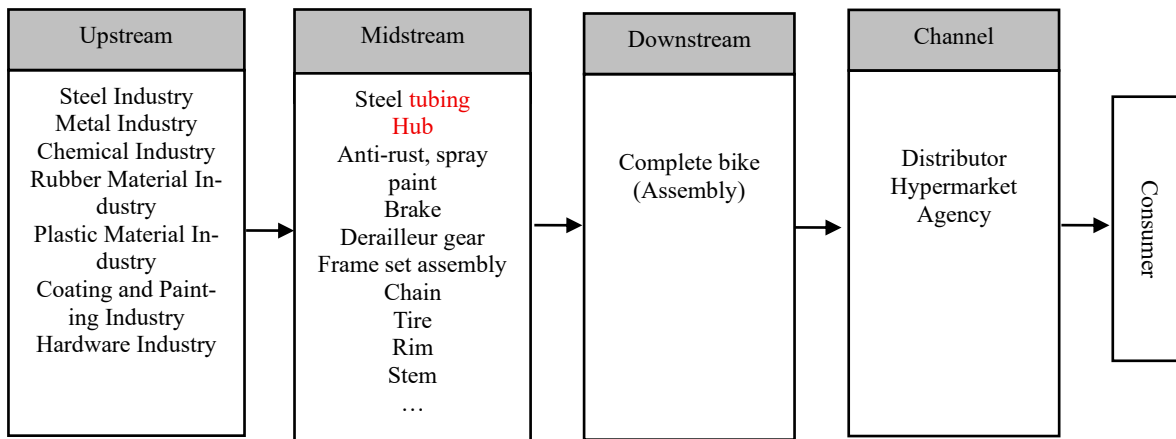 Upstream
Steel Industry
Metal Industry
Chemical Industry
Rubber Material In-
dustry
Plastic Material In-
dustry
Coating and Paint-
ing Industry
Hardware Industry
Midstream
Steel tubing
Hub
Anti-rust, spray
paint
Brake
Derailleur gear
Frame set assembly
Chain
Tire
Rim
Stem
…
Downstream
Complete bike
(Assembly)
Channel
Distributor
Hypermarket
Agency
Consumer